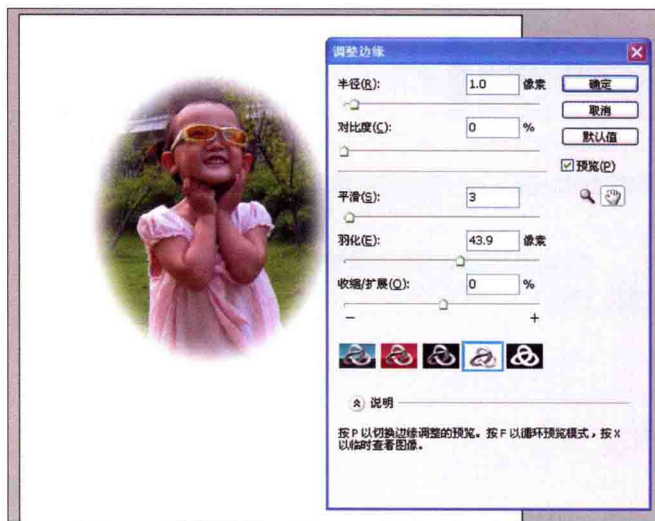 调整边缘
半径(R): 1.0 像素
确定
取消
对比度(C): 0 %
默认值
预览(P)
平滑(S): 3
羽化(E): 43.9 像素
收缩/扩展(O): 0 %
− +
说明
按 P 以切换边缘调整的预览。按 F 以循环预览模式，按 X
以临时查看图像。